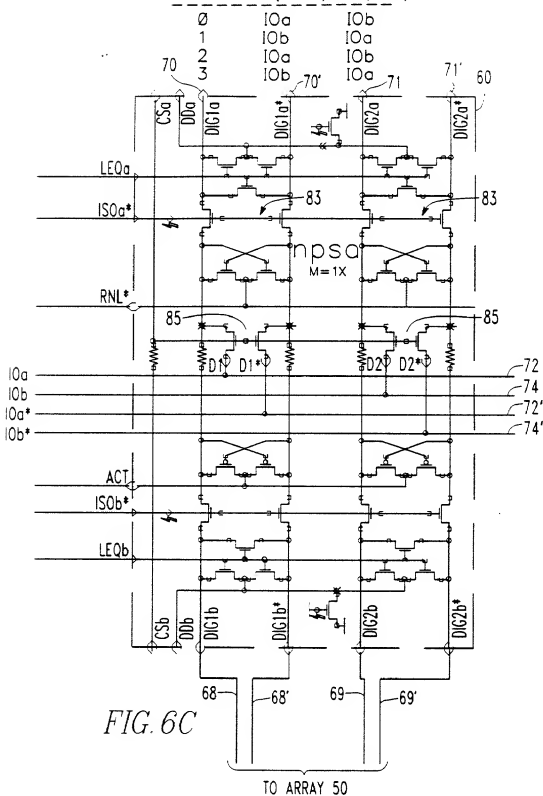 0 IOa IOb
1 IOb IOb
2 IOa IOa
3 IOb IOa
70 70' 71 71' 60
CSa DDa DIG1a DIG1a* DIG2a DIG2a*
LEQa
ISOa* 83 83
npsa
M=1X
RNL*
85 85
D1 D1* D2 D2*
IOa 72
IOb 74
IOa* 72'
IOb* 74'
ACT
ISOb*
LEQb
CSb DDb DIG1b DIG1b* DIG2b DIG2b*
68 68' 69 69'
FIG. 6C
TO ARRAY 50